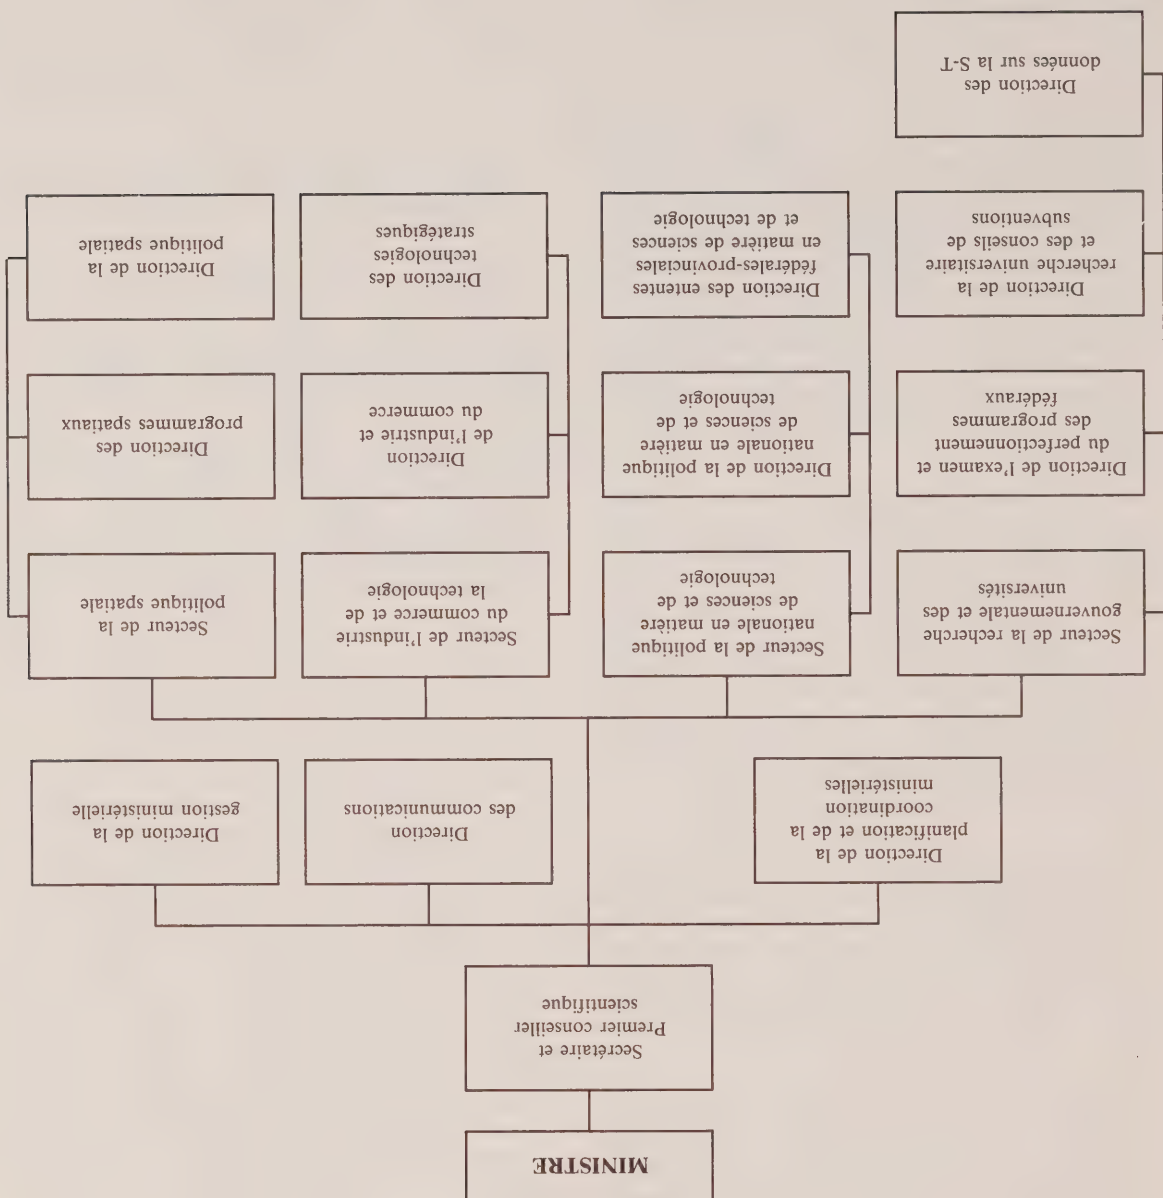 MINISTRE
Secrétaire et
Premier conseiller
scientifique
Direction de la
planification et de la
coordination
ministérielles
Direction
des communications
Direction de la
gestion ministérielle
Secteur de la recherche
gouvernementale et des
universités
Secteur de la politique
nationale en matière
de sciences et de
technologie
Secteur de l'industrie
du commerce et de
la technologie
Secteur de la
politique spatiale
Direction de l'examen et
du perfectionnement
des programmes
fédéraux
Direction de la politique
nationale en matière
de sciences et de
technologie
Direction
de l'industrie et
du commerce
Direction des
programmes spatiaux
Direction de la
recherche universitaire
et des conseils de
subventions
Direction des ententes
fédérales-provinciales
en matière de sciences
et de technologie
Direction des
technologies
stratégiques
Direction de la
politique spatiale
Direction des
données sur la S-T